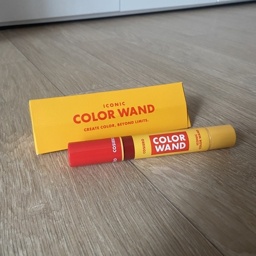 ICONIC
COLOR WAND
CREATE COLOR, BEYOND LIMITS.
COLOR
WAND